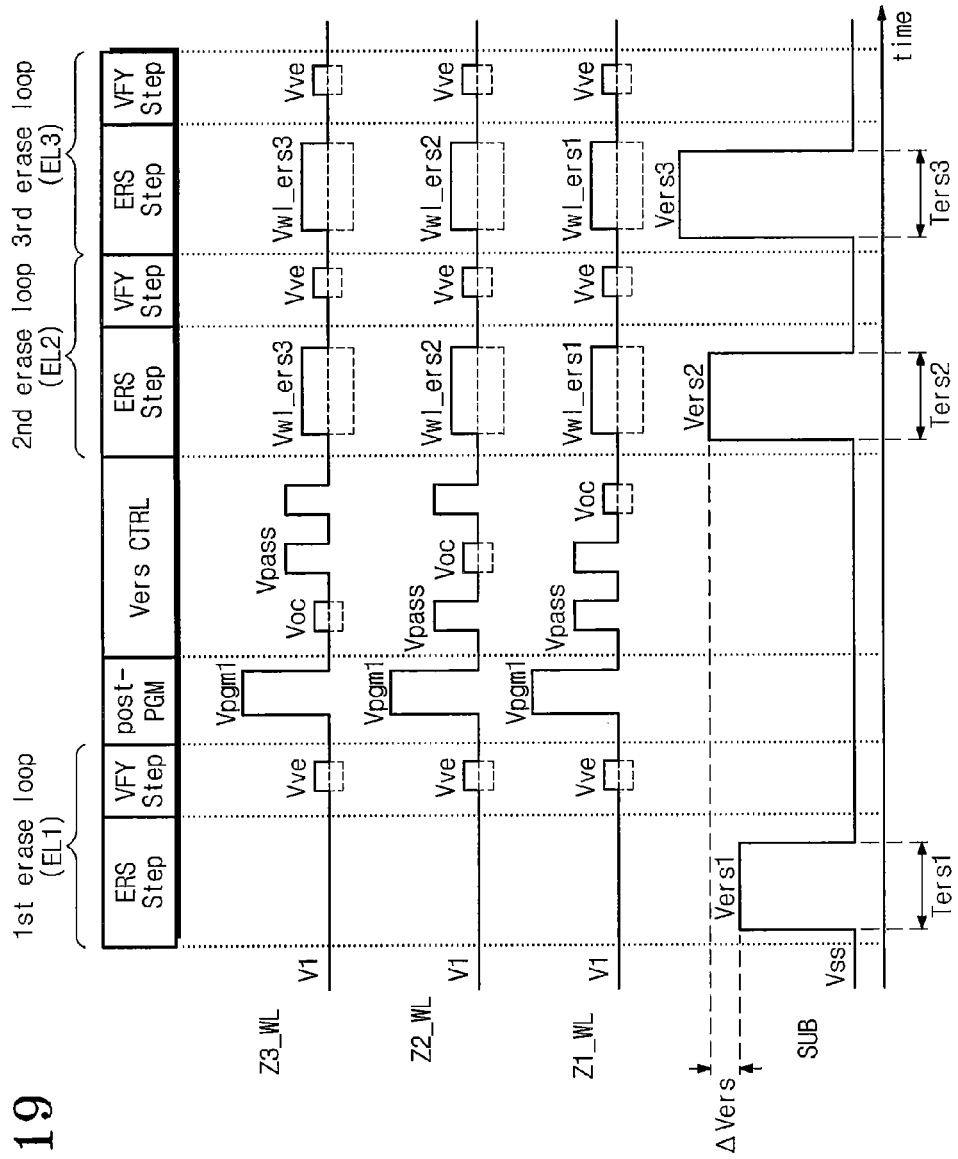 19
1st erase loop
(EL1)
2nd erase loop
(EL2)
3rd erase loop
(EL3)
ERS
Step
VFY
Step
post-
PGM
Vers CTRL
ERS
Step
VFY
Step
ERS
Step
VFY
Step
Z3_WL
V1
Vve
Vpgm1
Voc
Vpass
Vwl_ers3
Vve
Vwl_ers3
Vve
Z2_WL
V1
Vve
Vpgm1
Vpass
Voc
Vwl_ers2
Vve
Vwl_ers2
Vve
Z1_WL
V1
Vve
Vpgm1
Vpass
Voc
Vwl_ers1
Vve
Vwl_ers1
Vve
ΔVers
SUB
Vss
Vers1
Vers2
Vers3
Ters1
Ters2
Ters3
time